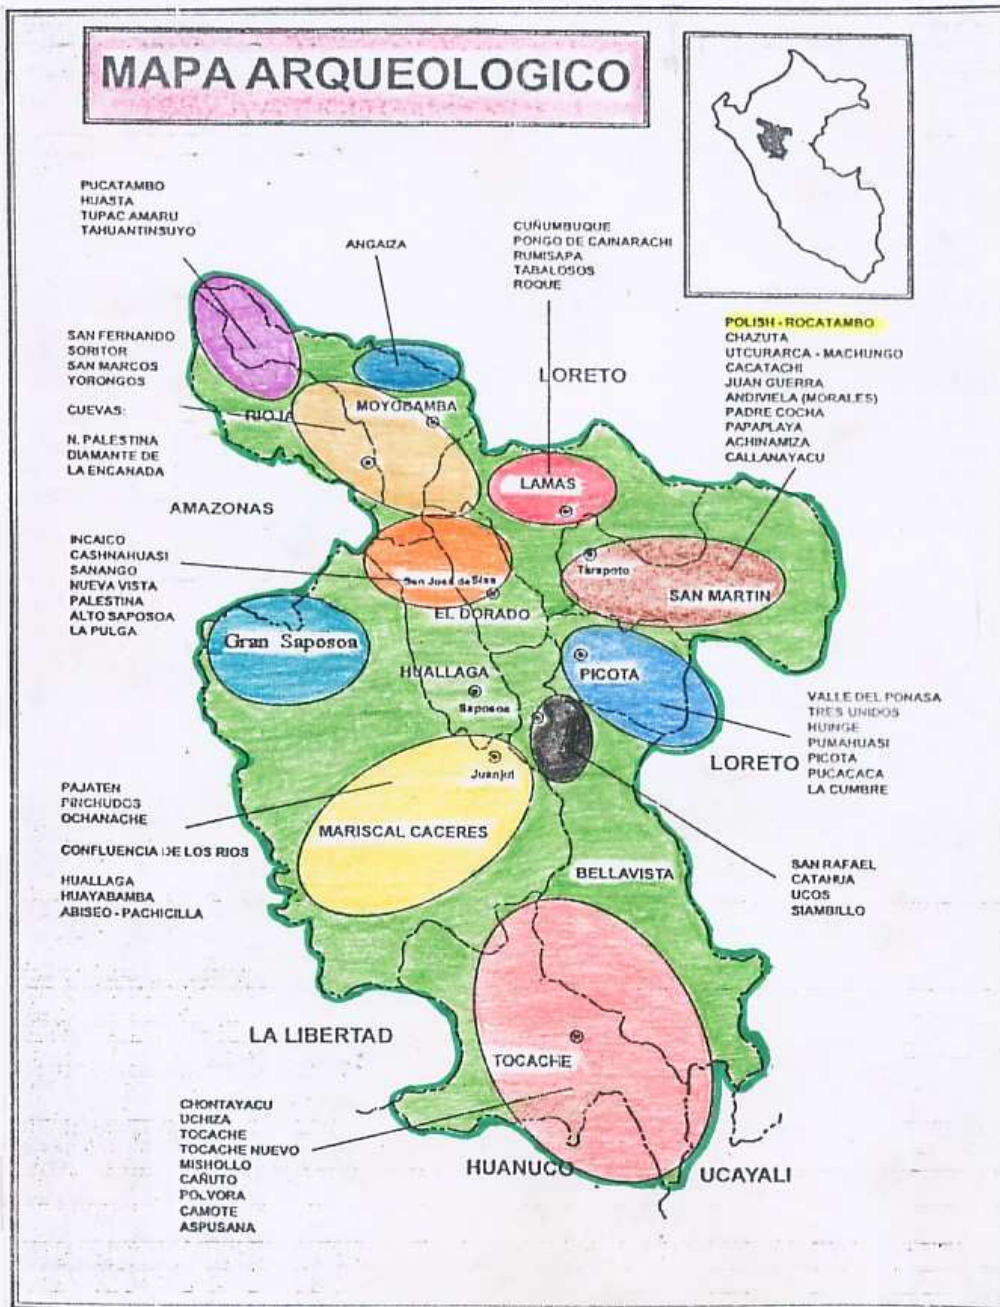 MAPA ARQUEOLOGICO
PUCATAMBO
HUASTA
TUPAC AMARU
TAHUANTINSUYO
ANGAIZA
CUÑUMBUQUE
PONGO DE CAINARACHI
RUMISAPA
TABALOSOS
ROQUE
POLISH - ROCATAMBO
CHAZUTA
UTCURARCA - MACHUNGO
CACATACHI
JUAN GUERRA
ANDIVIELA (MORALES)
PADRE COCHA
PAPAPLAYA
ACHINAMIZA
CALLANAYACU
SAN FERNANDO
SORITOR
SAN MARCOS
YORONGOS
CUEVAS:
N. PALESTINA
DIAMANTE DE
LA ENCANADA
LORETO
RIOJA
MOYOBAMBA
LAMAS
AMAZONAS
INCAICO
CASHNAHUASI
SANANGO
NUEVA VISTA
PALESTINA
ALTO SAPOSOA
LA PULGA
San José de Sisa
EL DORADO
Tarapoto
SAN MARTIN
Gran Saposoa
HUALLAGA
Saposoa
PICOTA
VALLE DEL PONASA
TRES UNIDOS
HUINGE
PUMAHUASI
PICOTA
PUCACACA
LA CUMBRE
LORETO
Juanjui
MARISCAL CACERES
PAJATEN
PINCHUDOS
OCHANACHE
CONFLUENCIA DE LOS RIOS
HUALLAGA
HUAYABAMBA
ABISEO - PACHICILLA
BELLAVISTA
SAN RAFAEL
CATAHUA
UCOS
SIAMBILLO
LA LIBERTAD
TOCACHE
CHONTAYACU
UCHIZA
TOCACHE
TOCACHE NUEVO
MISHOLLO
CAÑUTO
POLVORA
CAMOTE
ASPUSANA
HUANUCO
UCAYALI